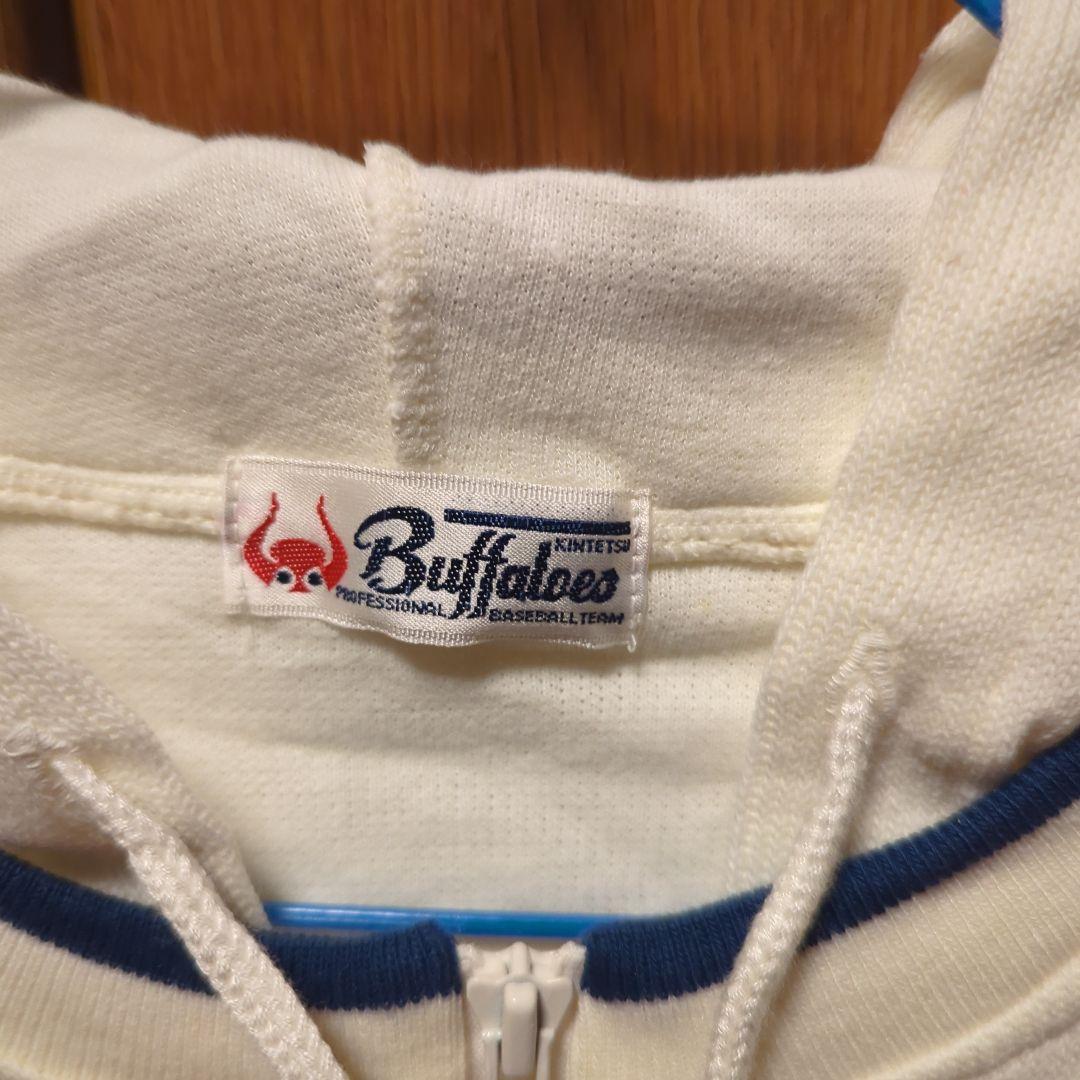 KINTETSU
Buffaloes
PROFESSIONAL BASEBALL TEAM